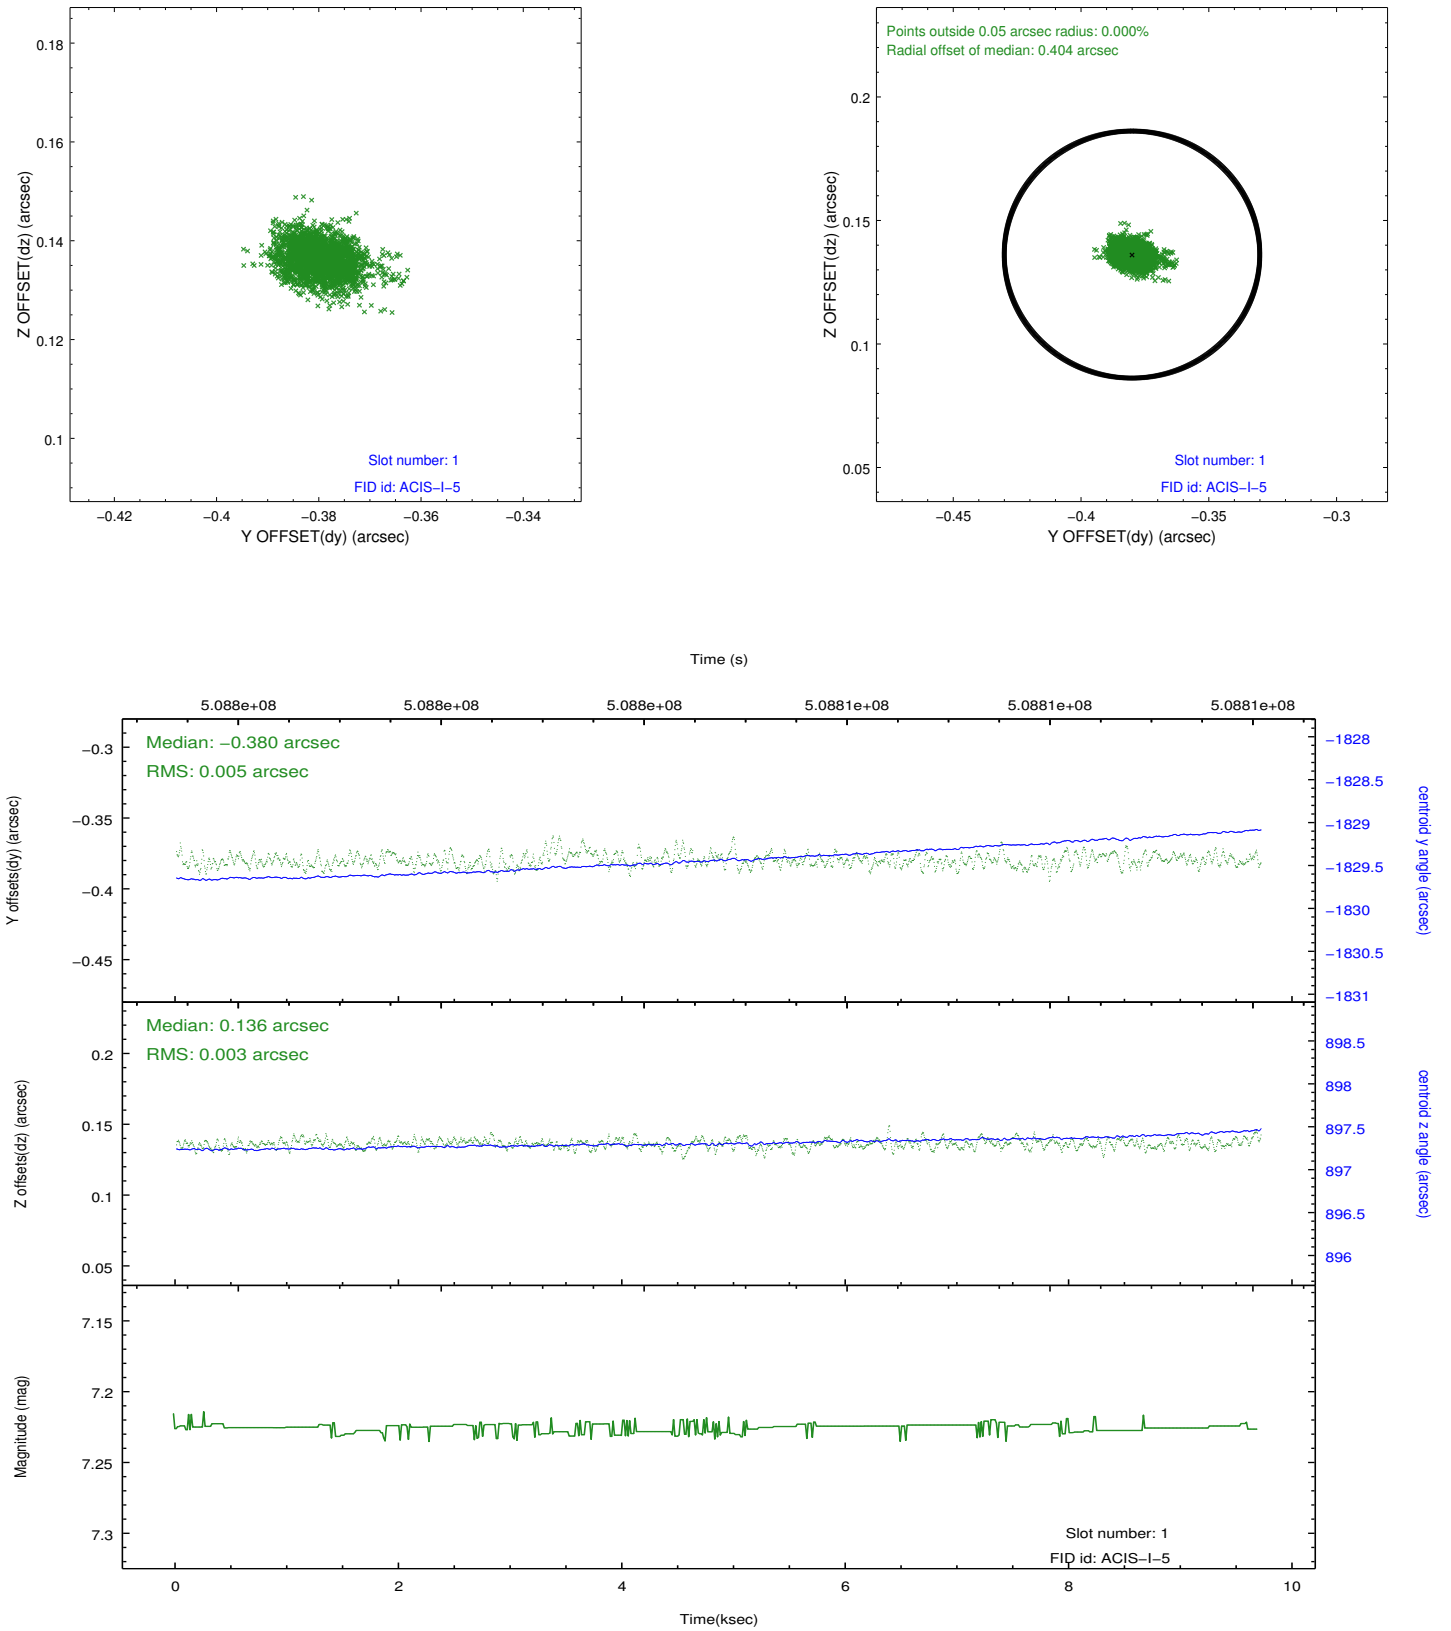 0.18
0.16
0.14
0.12
0.1
Z OFFSET(dz) (arcsec)
Slot number: 1
FID id: ACIS−I−5
−0.42 −0.4 −0.38 −0.36 −0.34
Y OFFSET(dy) (arcsec)
Points outside 0.05 arcsec radius: 0.000%
Radial offset of median: 0.404 arcsec
0.2
0.15
0.1
0.05
Z OFFSET(dz) (arcsec)
Slot number: 1
FID id: ACIS−I−5
−0.45 −0.4 −0.35 −0.3
Y OFFSET(dy) (arcsec)
Time (s)
5.088e+08 5.088e+08 5.088e+08 5.0881e+08 5.0881e+08 5.0881e+08
Median: −0.380 arcsec
RMS: 0.005 arcsec
−0.3
−0.35
−0.4
−0.45
Y offsets(dy) (arcsec)
−1828
−1828.5
−1829
−1829.5
−1830
−1830.5
−1831
centroid y angle (arcsec)
Median: 0.136 arcsec
RMS: 0.003 arcsec
0.2
0.15
0.1
0.05
Z offsets(dz) (arcsec)
898.5
898
897.5
897
896.5
896
centroid z angle (arcsec)
7.15
7.2
7.25
7.3
Magnitude (mag)
Slot number: 1
FID id: ACIS−I−5
0 2 4 6 8 10
Time(ksec)